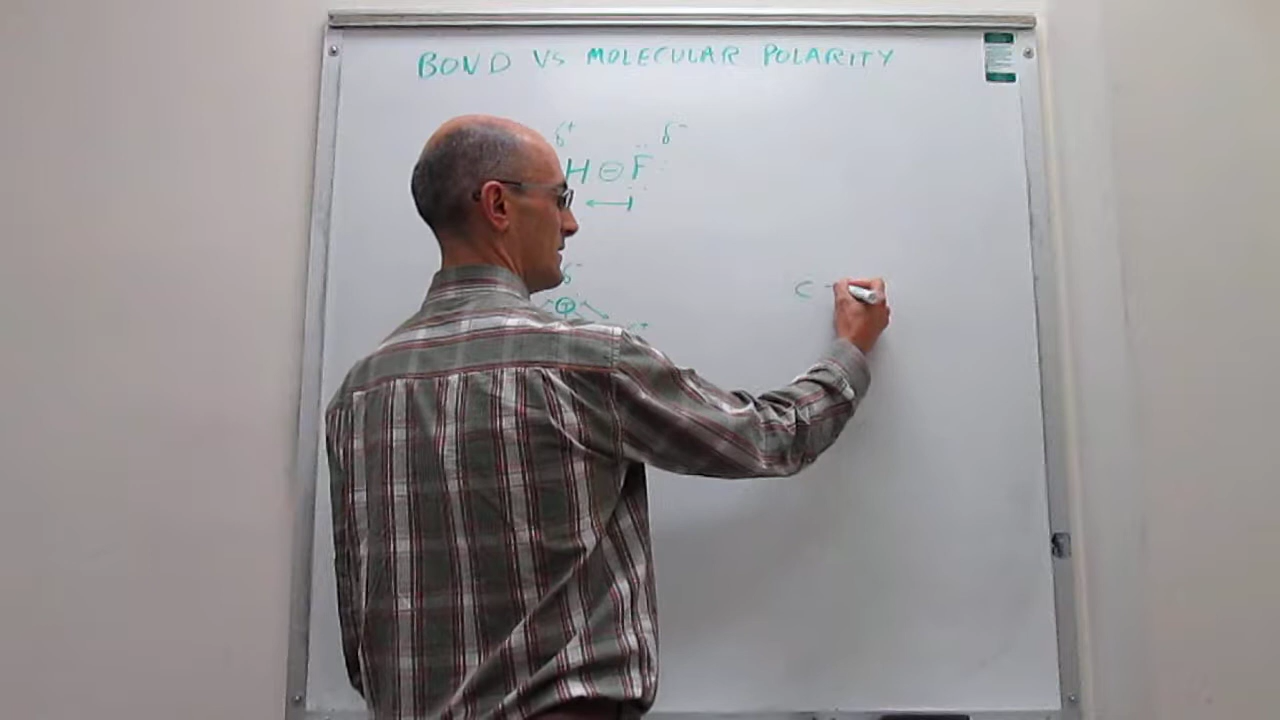 BOND VS MOLECULAR POLARITY
δ+ δ-
H F
δ-
C